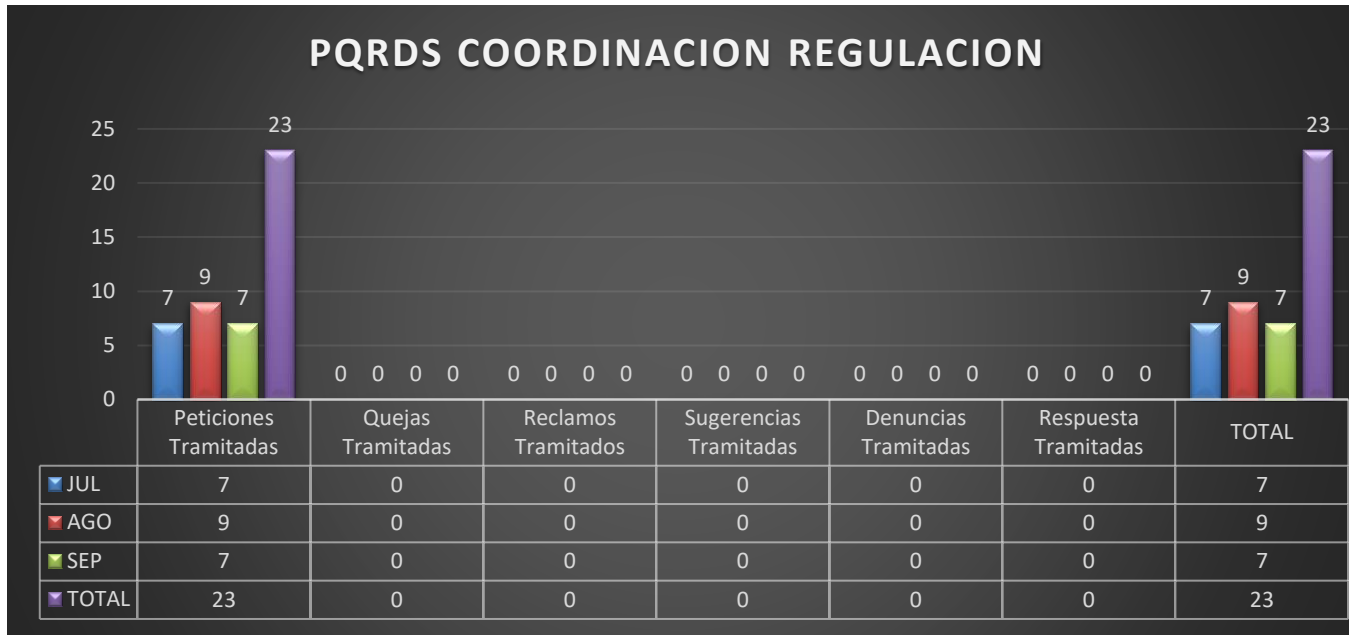 PQRDS COORDINACION REGULACION
25
20
15
10
5
0
7 9 7 23
0 0 0 0
0 0 0 0
0 0 0 0
0 0 0 0
0 0 0 0
7 9 7 23
Peticiones
Tramitadas
Quejas
Tramitadas
Reclamos
Tramitados
Sugerencias
Tramitadas
Denuncias
Tramitadas
Respuesta
Tramitadas
TOTAL
JUL 7 0 0 0 0 0 7
AGO 9 0 0 0 0 0 9
SEP 7 0 0 0 0 0 7
TOTAL 23 0 0 0 0 0 23